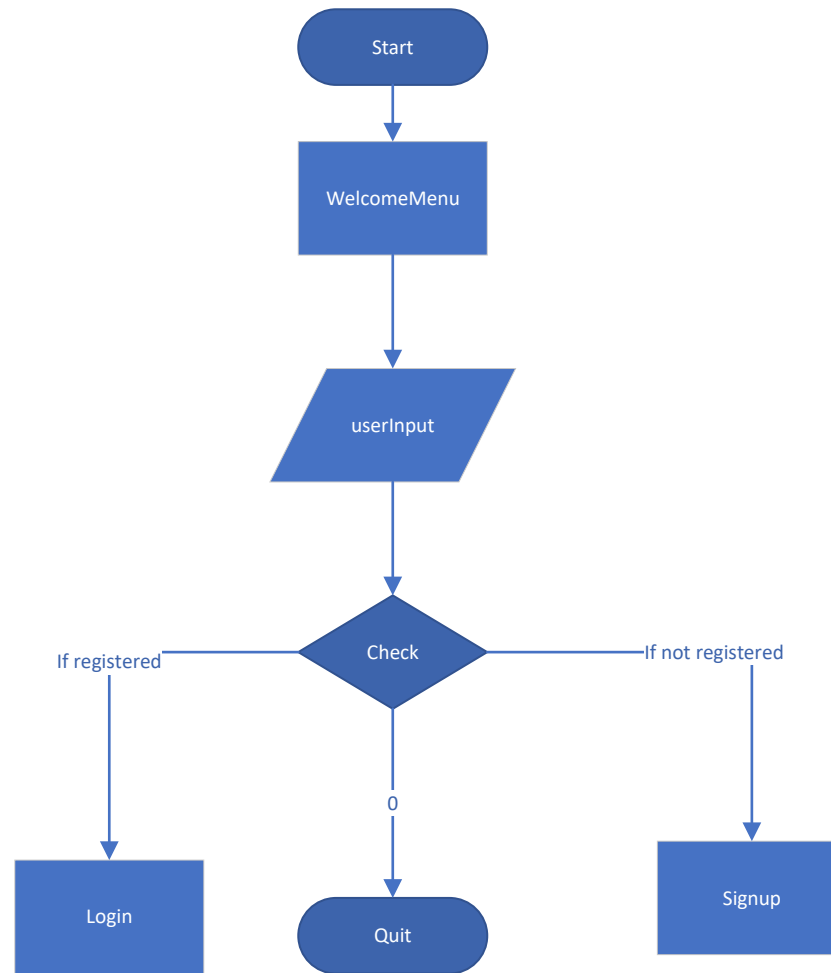 Start
WelcomeMenu
userInput
Check
If registered
If not registered
0
Login
Quit
Signup